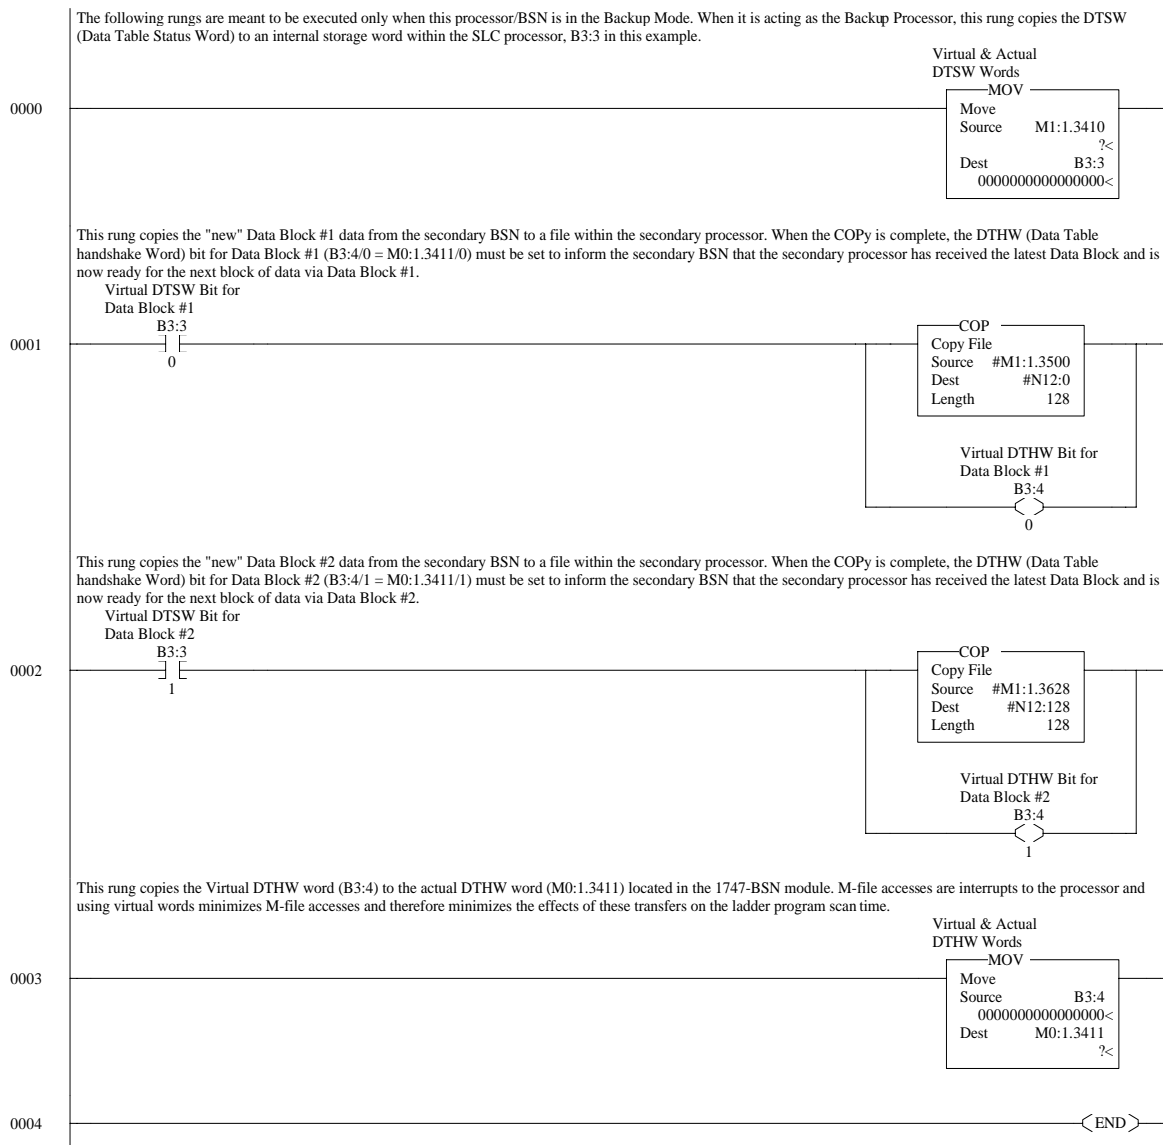 The following rungs are meant to be executed only when this processor/BSN is in the Backup Mode. When it is acting as the Backup Processor, this rung copies the DTSW
(Data Table Status Word) to an internal storage word within the SLC processor, B3:3 in this example.
Virtual & Actual
DTSW Words
MOV
0000
Move
Source M1:1.3410
?<
Dest B3:3
0000000000000000<
This rung copies the "new" Data Block #1 data from the secondary BSN to a file within the secondary processor. When the COPy is complete, the DTHW (Data Table
handshake Word) bit for Data Block #1 (B3:4/0 = M0:1.3411/0) must be set to inform the secondary BSN that the secondary processor has received the latest Data Block and is
now ready for the next block of data via Data Block #1.
Virtual DTSW Bit for
Data Block #1
B3:3
0001
0
COP
Copy File
Source #M1:1.3500
Dest #N12:0
Length 128
Virtual DTHW Bit for
Data Block #1
B3:4
0
This rung copies the "new" Data Block #2 data from the secondary BSN to a file within the secondary processor. When the COPy is complete, the DTHW (Data Table
handshake Word) bit for Data Block #2 (B3:4/1 = M0:1.3411/1) must be set to inform the secondary BSN that the secondary processor has received the latest Data Block and is
now ready for the next block of data via Data Block #2.
Virtual DTSW Bit for
Data Block #2
B3:3
0002
1
COP
Copy File
Source #M1:1.3628
Dest #N12:128
Length 128
Virtual DTHW Bit for
Data Block #2
B3:4
1
This rung copies the Virtual DTHW word (B3:4) to the actual DTHW word (M0:1.3411) located in the 1747-BSN module. M-file accesses are interrupts to the processor and
using virtual words minimizes M-file accesses and therefore minimizes the effects of these transfers on the ladder program scan time.
Virtual & Actual
DTHW Words
MOV
0003
Move
Source B3:4
0000000000000000<
Dest M0:1.3411
?<
0004
END